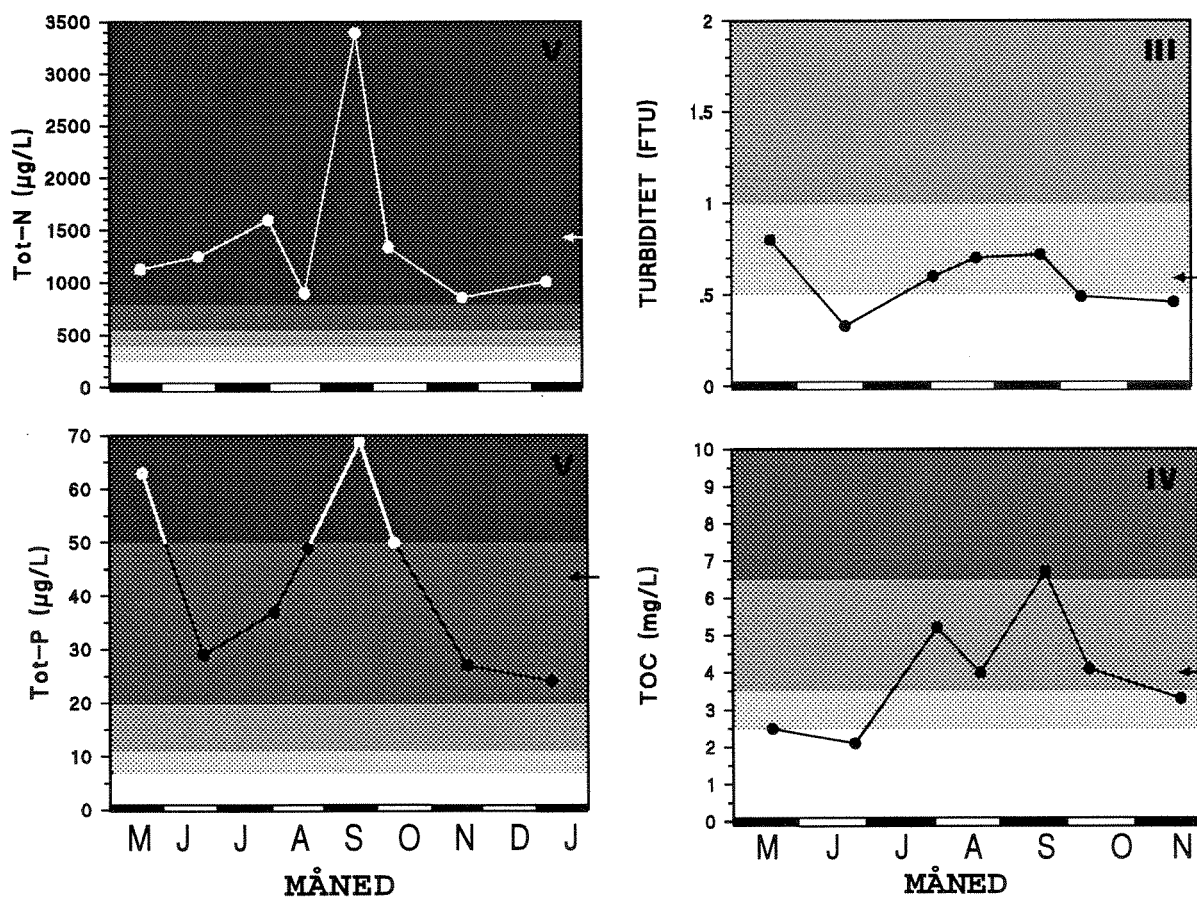 Tot-N (µg/L)
3500
3000
2500
2000
1500
1000
500
0
V
TURBIDITET (FTU)
2
1.5
1
.5
0
III
Tot-P (µg/L)
70
60
50
40
30
20
10
0
V
M J J A S O N D J
MÅNED
TOC (mg/L)
10
9
8
7
6
5
4
3
2
1
0
IV
M J J A S O N
MÅNED